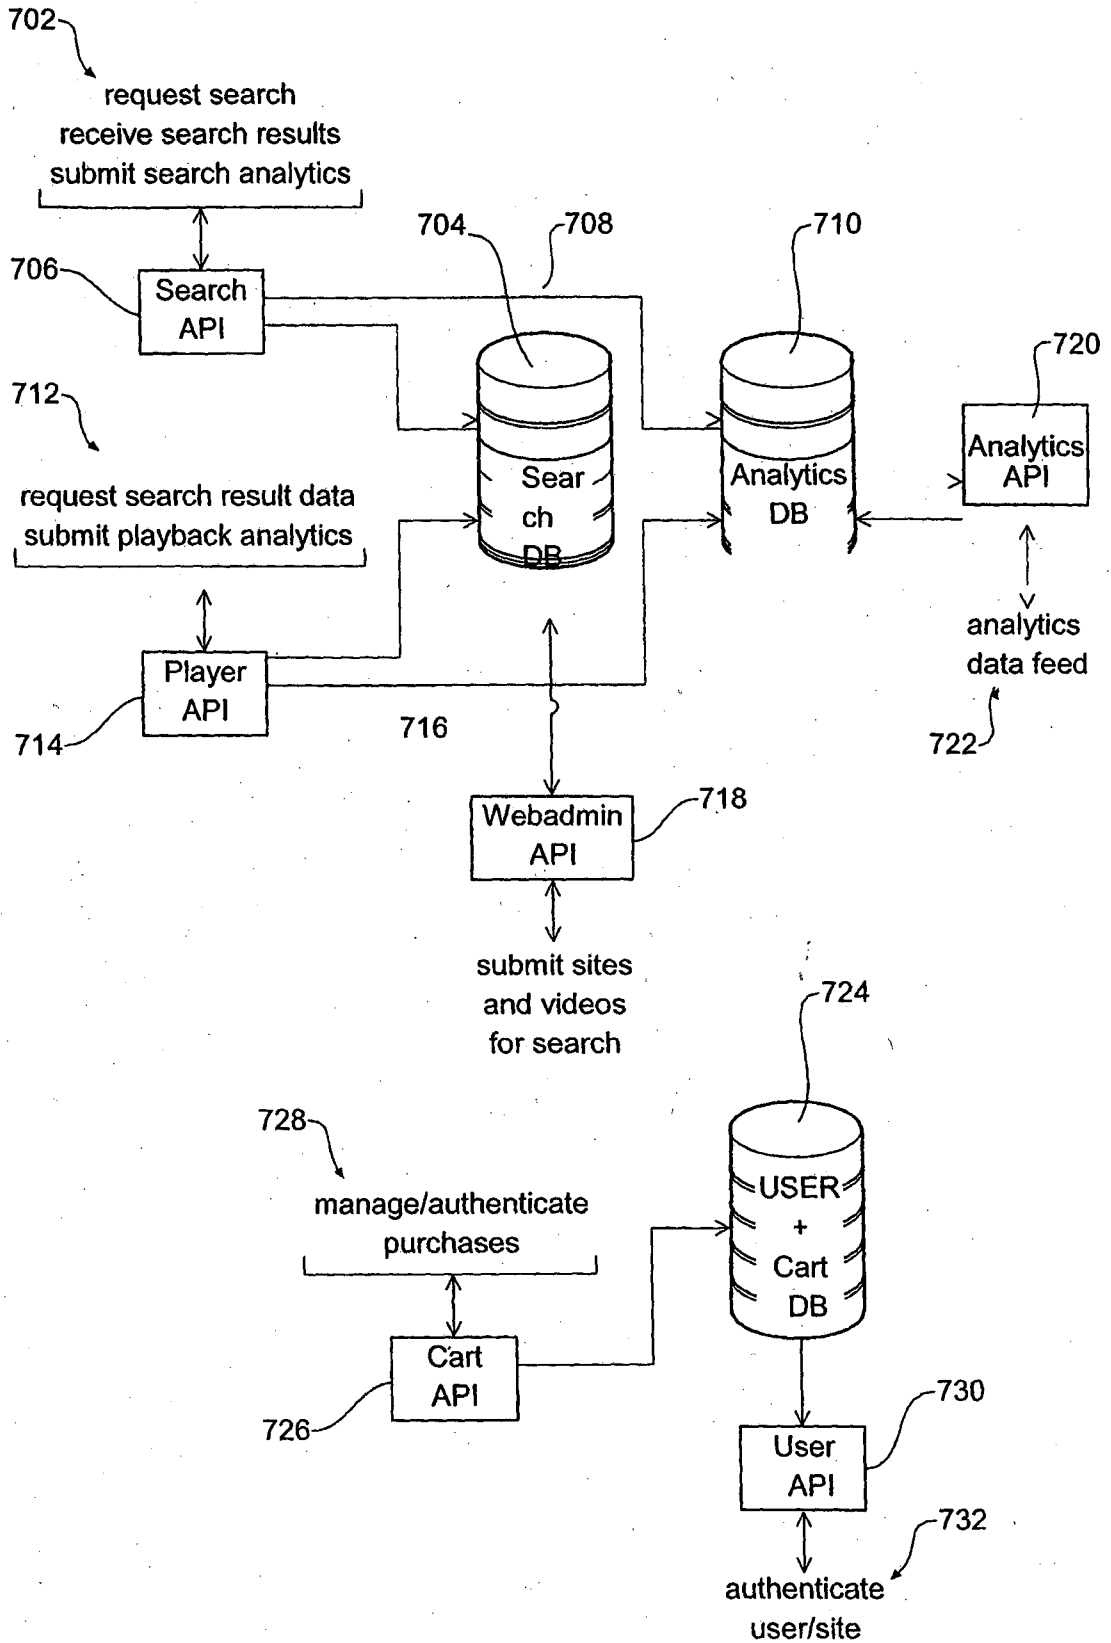 702
request search
receive search results
submit search analytics
704
708
710
706
Search
API
720
712
Analytics
API
request search result data
submit playback analytics
Sear
ch
DB
Analytics
DB
analytics
data feed
Player
API
714
716
722
718
Webadmin
API
submit sites
and videos
for search
724
728
manage/authenticate
purchases
USER
+
Cart
DB
Cart
API
726
730
User
API
732
authenticate
user/site